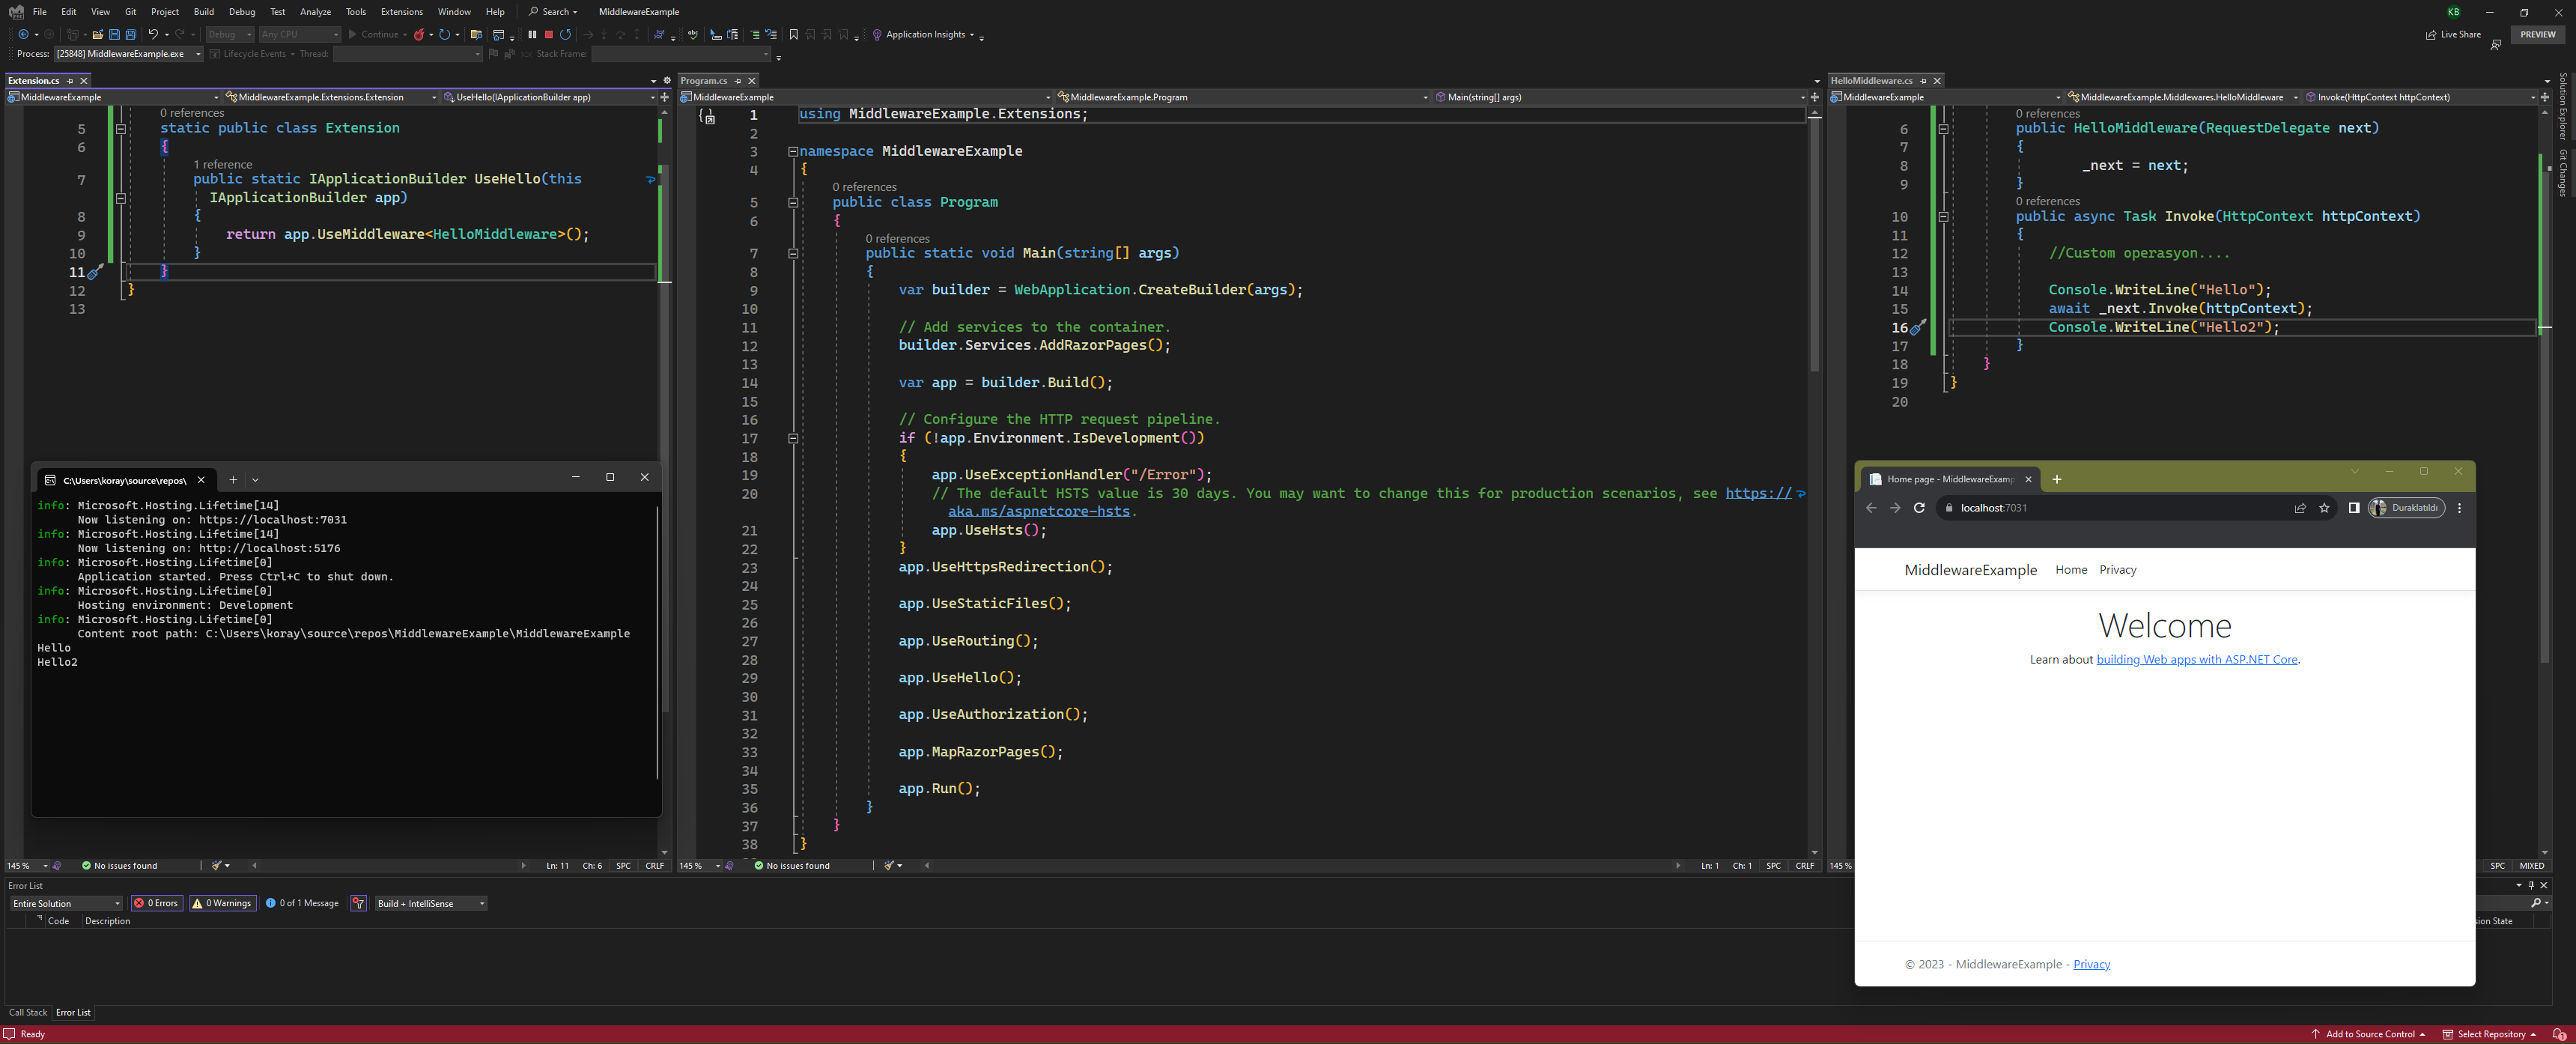 File Edit View Git Project Build Debug Test Analyze Tools Extensions Window Help Search MiddlewareExample KB
Debug Any CPU Continue Application Insights Live Share PREVIEW
Process: [25848] MiddlewareExample.exe Lifecycle Events Thread: Stack Frame:
Extension.cs
MiddlewareExample MiddlewareExample.Extensions.Extension UseHello(IApplicationBuilder app)
0 references
5 static public class Extension
6 {
1 reference
7 public static IApplicationBuilder UseHello(this
IApplicationBuilder app)
8 {
9 return app.UseMiddleware<HelloMiddleware>();
10 }
11 }
12 }
13
145 % No issues found Ln: 11 Ch: 6 SPC CRLF
C:\Users\koray\source\repos\
info: Microsoft.Hosting.Lifetime[14]
Now listening on: https://localhost:7031
info: Microsoft.Hosting.Lifetime[14]
Now listening on: http://localhost:5176
info: Microsoft.Hosting.Lifetime[0]
Application started. Press Ctrl+C to shut down.
info: Microsoft.Hosting.Lifetime[0]
Hosting environment: Development
info: Microsoft.Hosting.Lifetime[0]
Content root path: C:\Users\koray\source\repos\MiddlewareExample\MiddlewareExample
Hello
Hello2
Program.cs
MiddlewareExample MiddlewareExample.Program Main(string[] args)
1 using MiddlewareExample.Extensions;
2
3 namespace MiddlewareExample
4 {
0 references
5 public class Program
6 {
0 references
7 public static void Main(string[] args)
8 {
9 var builder = WebApplication.CreateBuilder(args);
10
11 // Add services to the container.
12 builder.Services.AddRazorPages();
13
14 var app = builder.Build();
15
16 // Configure the HTTP request pipeline.
17 if (!app.Environment.IsDevelopment())
18 {
19 app.UseExceptionHandler("/Error");
20 // The default HSTS value is 30 days. You may want to change this for production scenarios, see https://
aka.ms/aspnetcore-hsts.
21 app.UseHsts();
22 }
23 app.UseHttpsRedirection();
24
25 app.UseStaticFiles();
26
27 app.UseRouting();
28
29 app.UseHello();
30
31 app.UseAuthorization();
32
33 app.MapRazorPages();
34
35 app.Run();
36 }
37 }
38 }
145 % No issues found Ln: 1 Ch: 1 SPC CRLF
HelloMiddleware.cs
MiddlewareExample MiddlewareExample.Middlewares.HelloMiddleware Invoke(HttpContext httpContext)
0 references
6 public HelloMiddleware(RequestDelegate next)
7 {
8 _next = next;
9 }
0 references
10 public async Task Invoke(HttpContext httpContext)
11 {
12 //Custom operasyon....
13
14 Console.WriteLine("Hello");
15 await _next.Invoke(httpContext);
16 Console.WriteLine("Hello2");
17 }
18 }
19 }
20
145 % SPC MIXED
Solution Explorer
Git Changes
Home page - MiddlewareExamp
localhost:7031 Duraklatıldı
MiddlewareExample Home Privacy
Welcome
Learn about building Web apps with ASP.NET Core.
© 2023 - MiddlewareExample - Privacy
Error List
Entire Solution 0 Errors 0 Warnings 0 of 1 Message Build + IntelliSense
Code Description sion State
Call Stack Error List
Ready Add to Source Control Select Repository